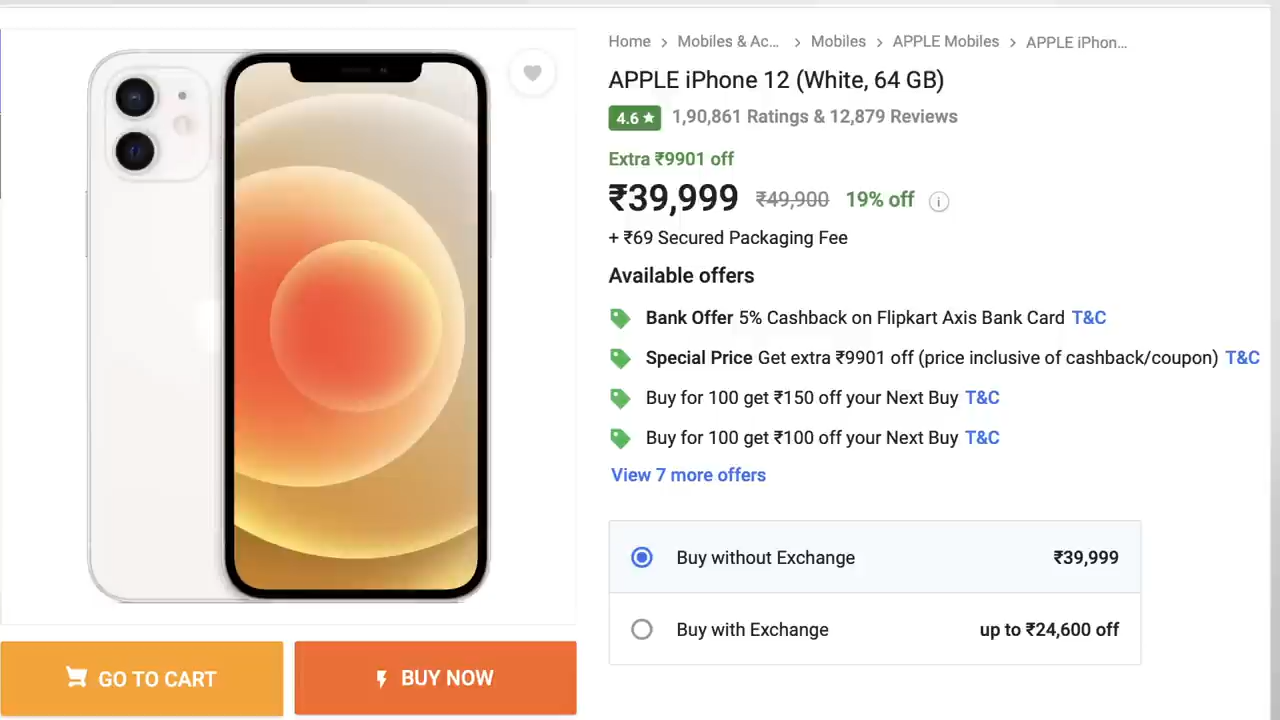 Home > Mobiles & Ac... > Mobiles > APPLE Mobiles > APPLE iPhon...
APPLE iPhone 12 (White, 64 GB)
4.6 ★ 1,90,861 Ratings & 12,879 Reviews
Extra ₹9901 off
₹39,999 ₹49,900 19% off i
+ ₹69 Secured Packaging Fee
Available offers
Bank Offer 5% Cashback on Flipkart Axis Bank Card T&C
Special Price Get extra ₹9901 off (price inclusive of cashback/coupon) T&C
Buy for 100 get ₹150 off your Next Buy T&C
Buy for 100 get ₹100 off your Next Buy T&C
View 7 more offers
Buy without Exchange ₹39,999
Buy with Exchange up to ₹24,600 off
GO TO CART
BUY NOW